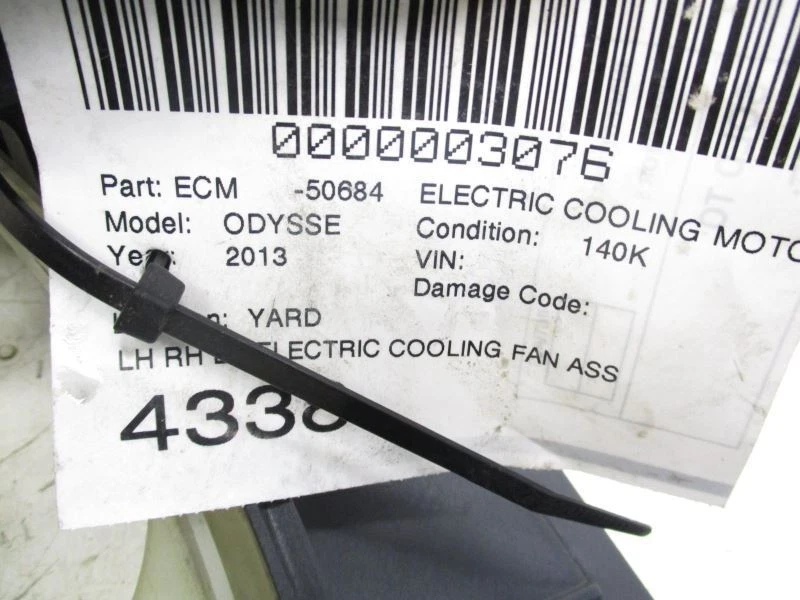 0000003076
Part: ECM -50684 ELECTRIC COOLING MOTO
Model: ODYSSE Condition: 140K
Year: 2013 VIN:
Damage Code:
YARD
LH RH ELECTRIC COOLING FAN ASS
4338